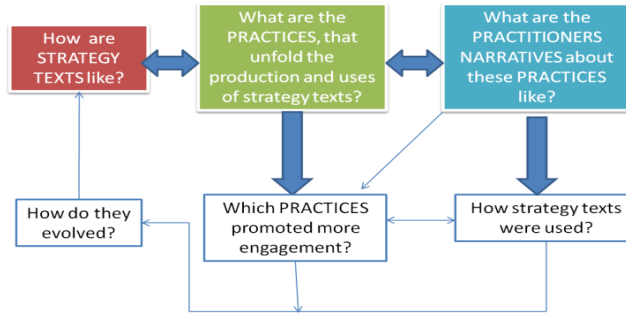 How are
STRATEGY
TEXTS like?
What are the
PRACTICES, that
unfold the
production and uses
of strategy texts?
What are the
PRACTITIONERS
NARRATIVES about
these PRACTICES
like?
How do they
evolved?
Which PRACTICES
promoted more
engagement?
How strategy texts
were used?